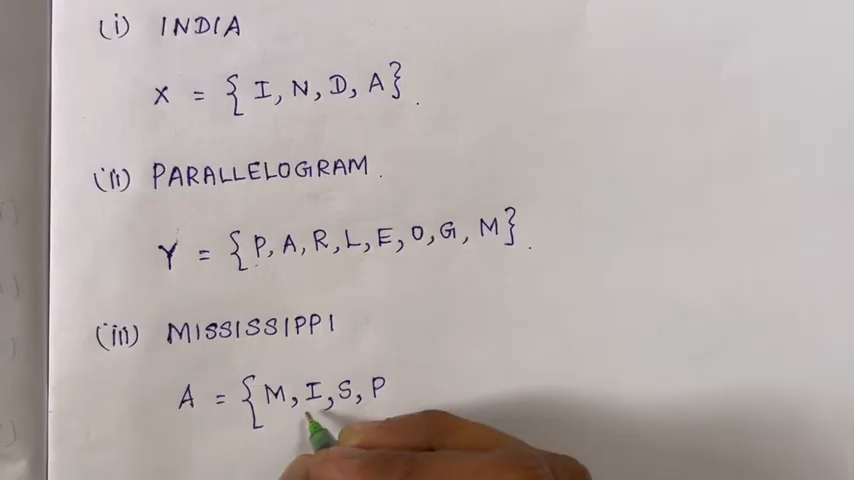 (i) INDIA
X = { I, N, D, A} .
(ii) PARALLELOGRAM .
Y = { P, A, R, L, E, O, G, M } .
(iii) MISSISSIPPI
A = { M, I, S, P